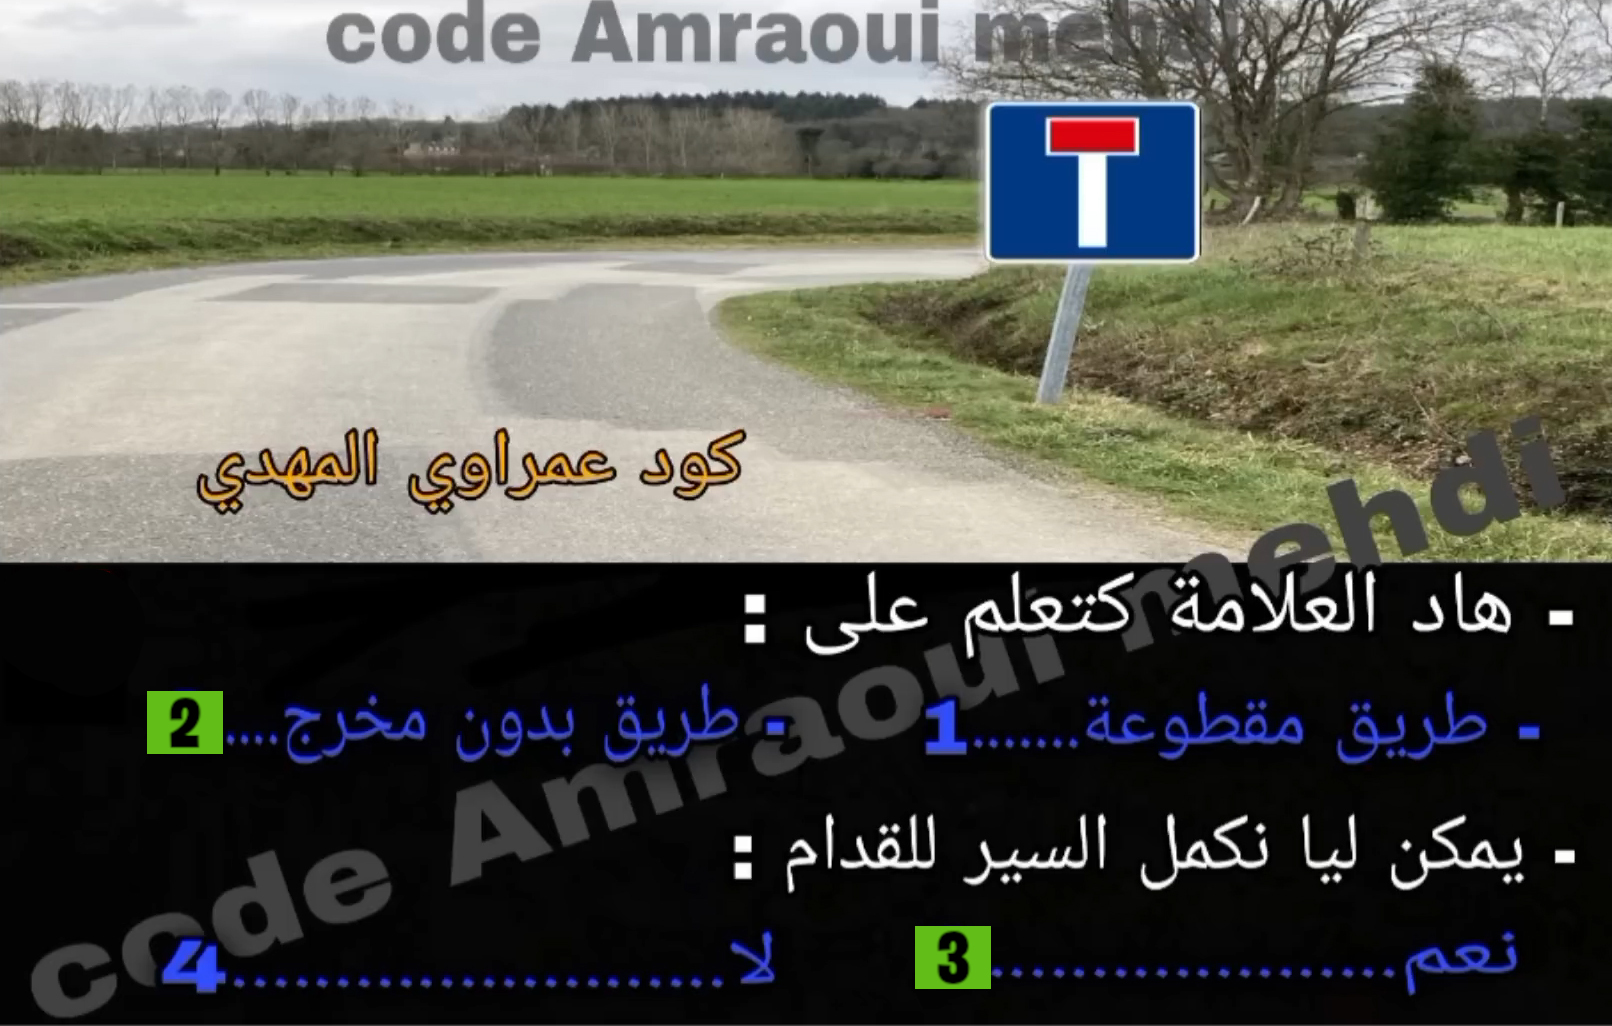 code Amraoui mehdi
كود عمراوي المهدي
- هاد العلامة كتعلم على :
- طريق مقطوعة.......1 - طريق بدون مخرج....2
- يمكن ليا نكمل السير للقدام :
نعم....................3 لا........................4
code Amraoui mehdi